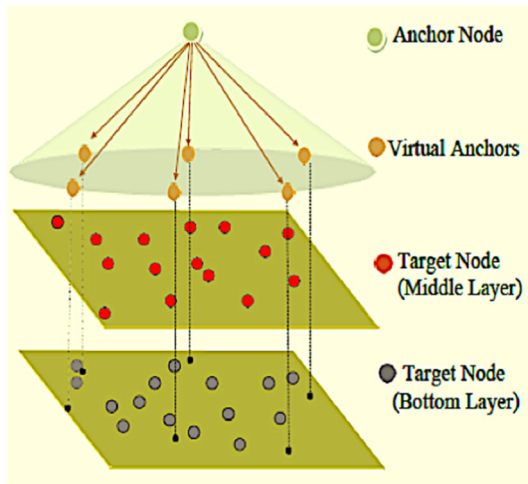 Anchor Node
Virtual Anchors
Target Node
(Middle Layer)
Target Node
(Bottom Layer)